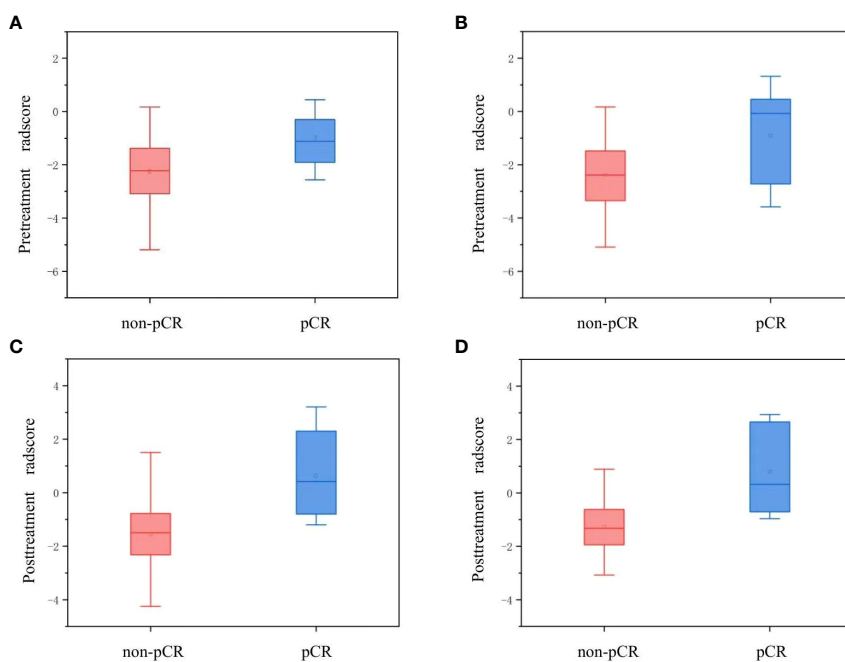 A
B
2
0
−2
−4
−6
Pretreatment radscore
non-pCR
pCR
2
0
−2
−4
−6
Pretreatment radscore
non-pCR
pCR
C
D
4
2
0
−2
−4
Posttreatment radscore
non-pCR
pCR
4
2
0
−2
−4
Posttreatment radscore
non-pCR
pCR